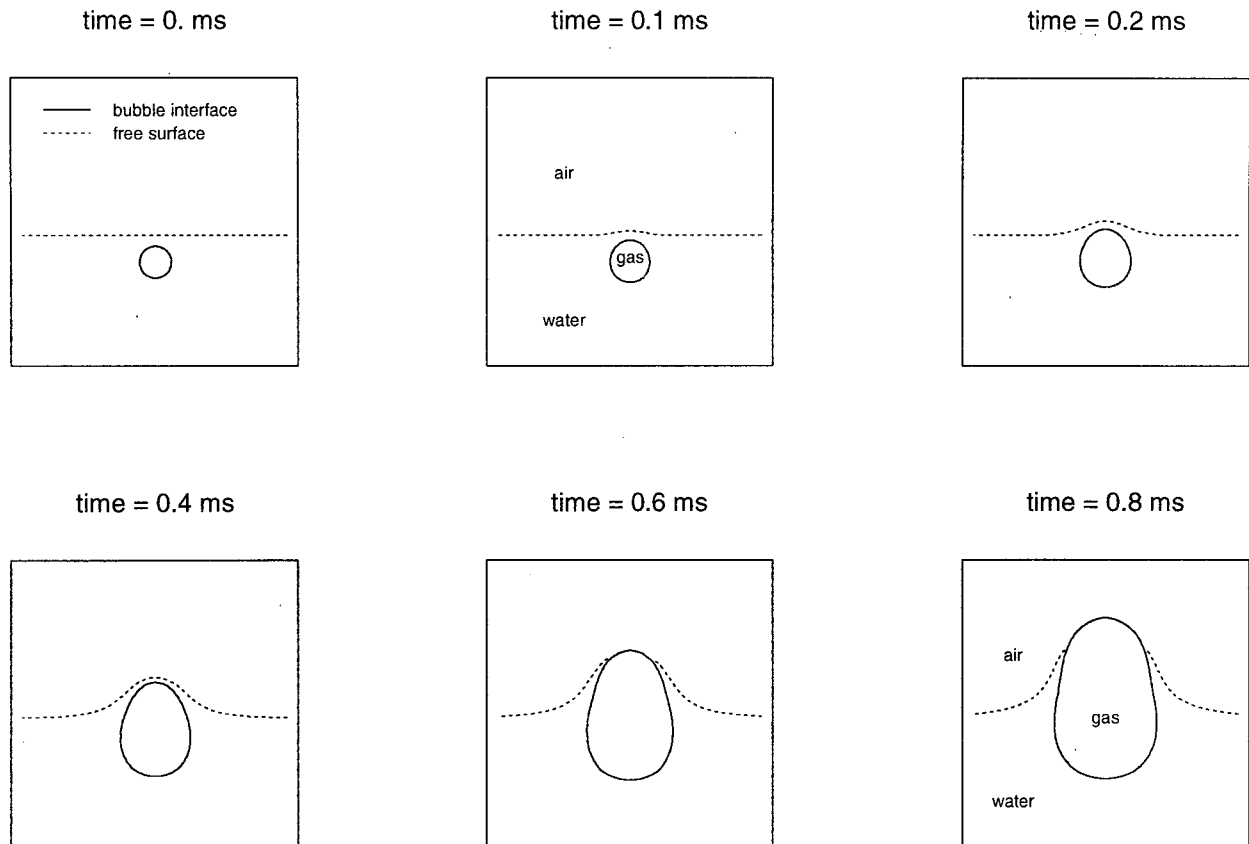 time = 0. ms
time = 0.1 ms
time = 0.2 ms
bubble interface
free surface
air
gas
water
time = 0.4 ms
time = 0.6 ms
time = 0.8 ms
air
gas
water